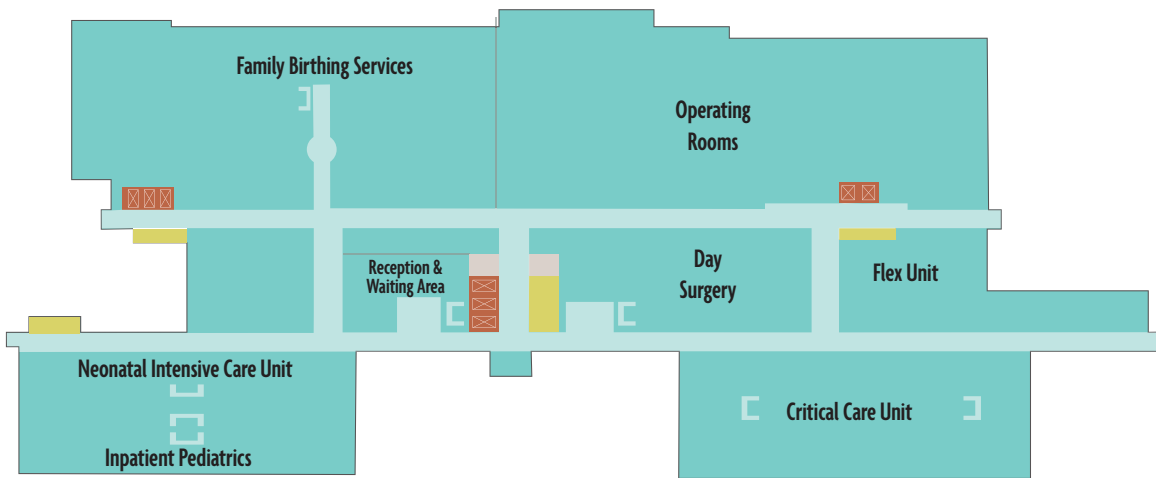 Family Birthing Services
Operating
Rooms
Reception &
Waiting Area
Day
Surgery
Flex Unit
Neonatal Intensive Care Unit
Inpatient Pediatrics
Critical Care Unit